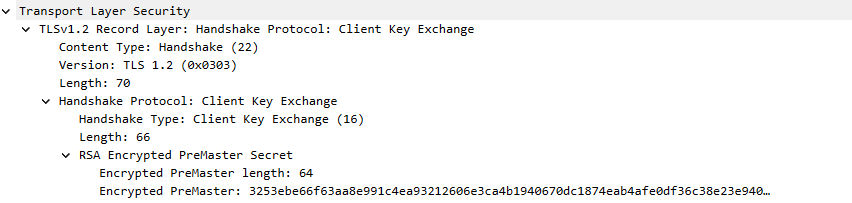 Transport Layer Security
TLSv1.2 Record Layer: Handshake Protocol: Client Key Exchange
Content Type: Handshake (22)
Version: TLS 1.2 (0x0303)
Length: 70
Handshake Protocol: Client Key Exchange
Handshake Type: Client Key Exchange (16)
Length: 66
RSA Encrypted PreMaster Secret
Encrypted PreMaster length: 64
Encrypted PreMaster: 3253ebe66f63aa8e991c4ea93212606e3ca4b1940670dc1874eab4afe0df36c38e23e940…